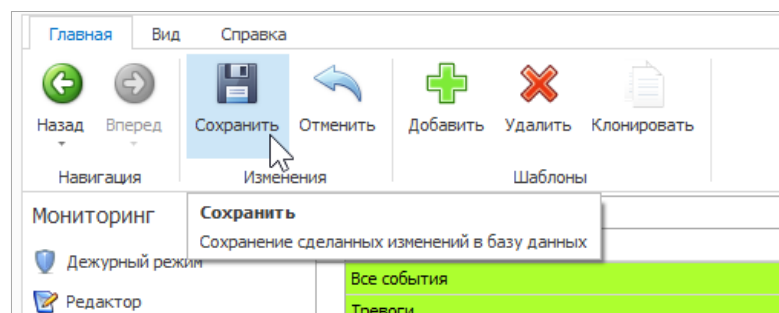 Главная Вид Справка
Назад Вперед Сохранить Отменить Добавить Удалить Клонировать
Навигация Изменения Шаблоны
Мониторинг
Сохранить
Сохранение сделанных изменений в базу данных
Дежурный режим
Все события
Редактор
Тревоги